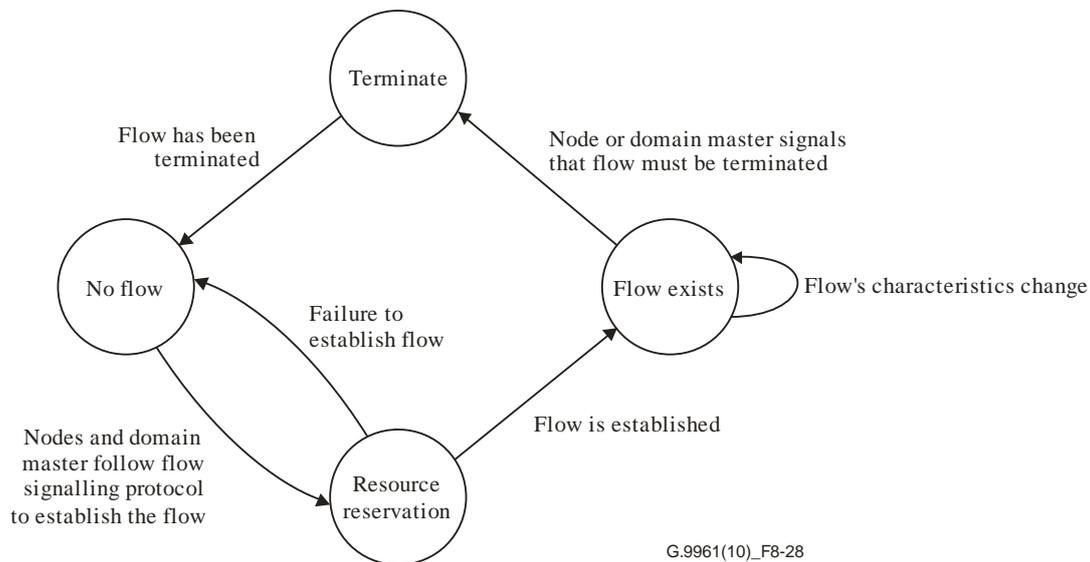 Terminate
Flow has been
terminated
Node or domain master signals
that flow must be terminated
No flow
Flow exists
Flow's characteristics change
Failure to
establish flow
Flow is established
Nodes and domain
master follow flow
signalling protocol
to establish the flow
Resource
reservation
G.9961(10)_F8-28